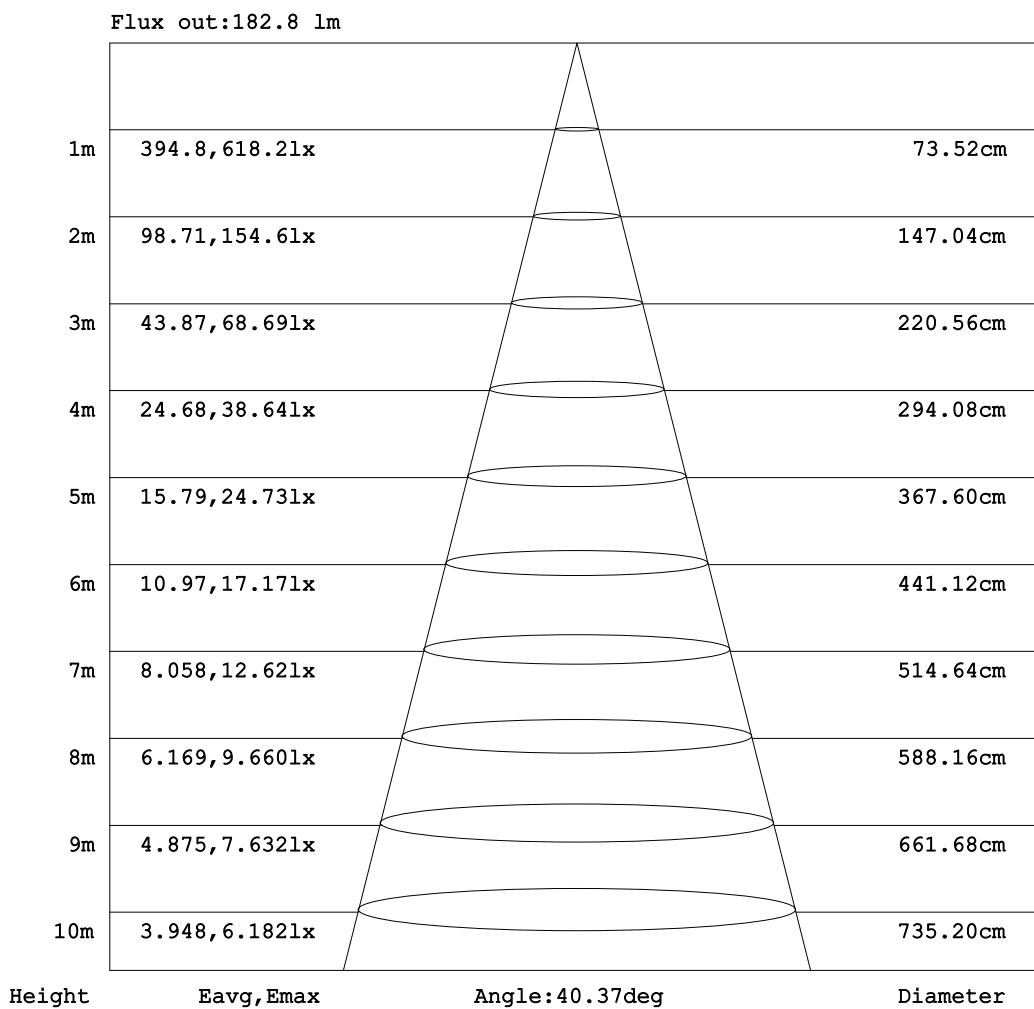 Flux out:182.8 lm
1m 394.8,618.2lx 73.52cm
2m 98.71,154.6lx 147.04cm
3m 43.87,68.69lx 220.56cm
4m 24.68,38.64lx 294.08cm
5m 15.79,24.73lx 367.60cm
6m 10.97,17.17lx 441.12cm
7m 8.058,12.62lx 514.64cm
8m 6.169,9.660lx 588.16cm
9m 4.875,7.632lx 661.68cm
10m 3.948,6.182lx 735.20cm
Height Eavg,Emax Angle:40.37deg Diameter